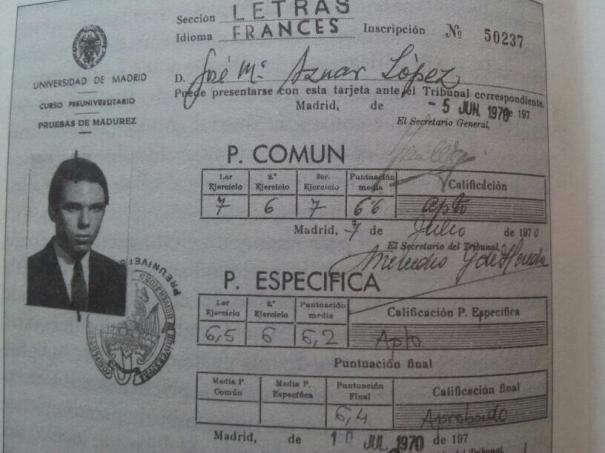 Sección LETRAS
Idioma FRANCES Inscripción Nº 50237
UNIVERSIDAD DE MADRID
CURSO PREUNIVERSITARIO
PRUEBAS DE MADUREZ
D. José Mª Aznar López
Puede presentarse con esta tarjeta ante el Tribunal correspondiente.
Madrid, de - 5 JUN 1970 de 197
El Secretario General,
P. COMUN
1.er Ejercicio 2.º Ejercicio 3er. Ejercicio Puntuación media Calificación
7 6 7 6'6 Apto
Madrid, 7 de Julio de 1970
El Secretario del Tribunal
Mercedes
P. ESPECIFICA
1.er Ejercicio 2.º Ejercicio Puntuación media Calificación P. Específica
6,5 6 6,2 Apto
Puntuación final
Media P. Común Media P. Específica Puntuación Final Calificación final
6,4 Aprobado
Madrid, de 10 JUL 1970 de 197